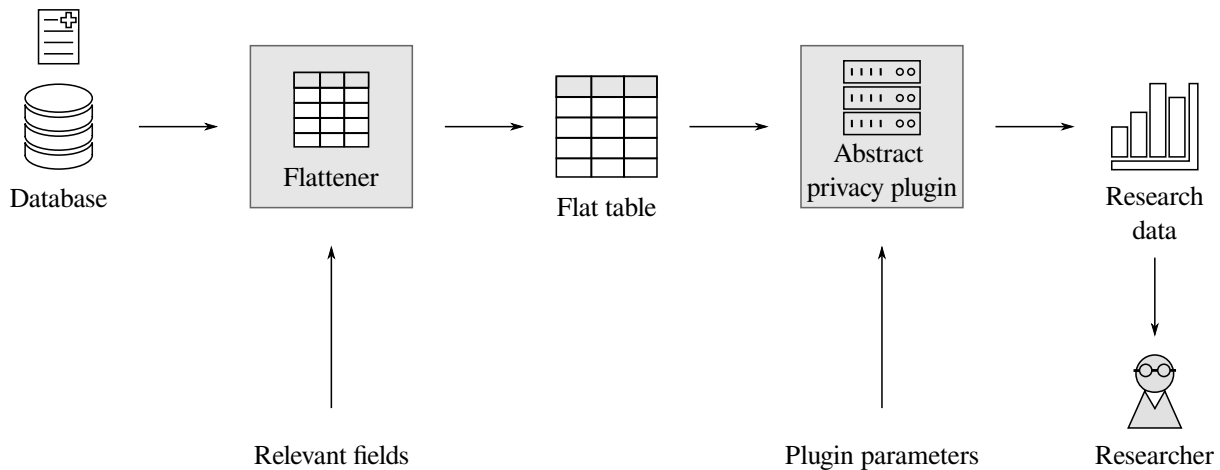 Database
Flattener
Flat table
Abstract
privacy plugin
Research
data
Relevant fields
Plugin parameters
Researcher